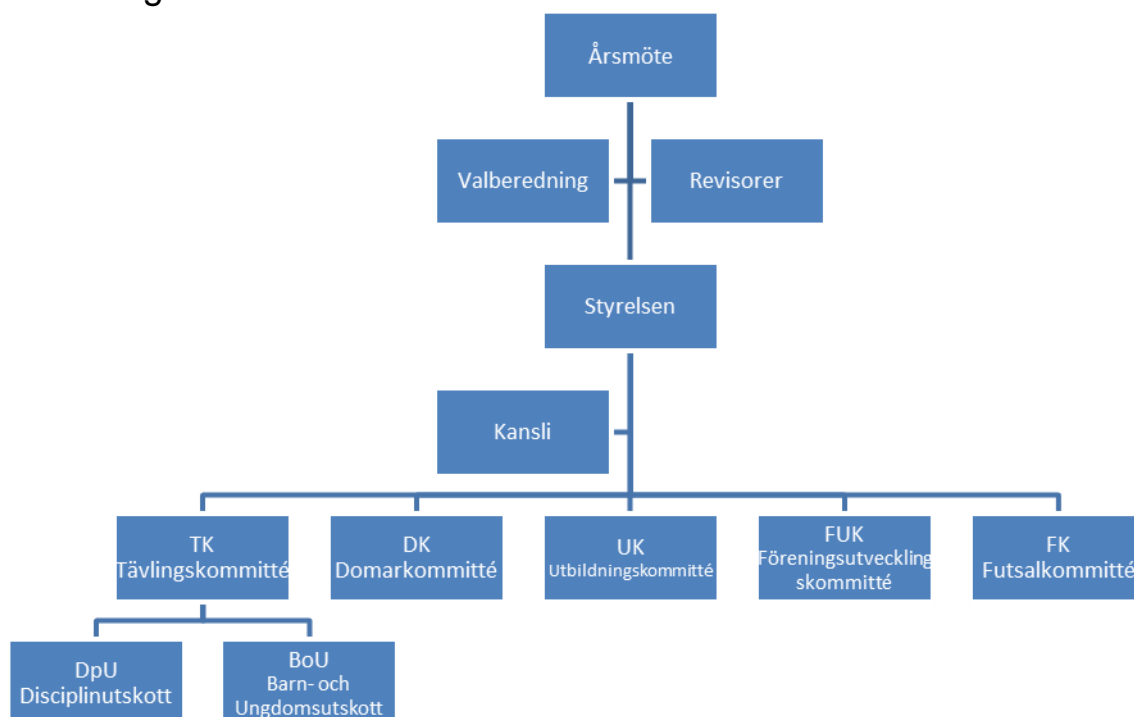 Årsmöte
Valberedning
Revisorer
Styrelsen
Kansli
TK
Tävlingskommitté
DK
Domarkommitté
UK
Utbildningskommitté
FUK
Föreningsutveckling
skommitté
FK
Futsalkommitté
DpU
Disciplinutskott
BoU
Barn- och
Ungdomsutskott